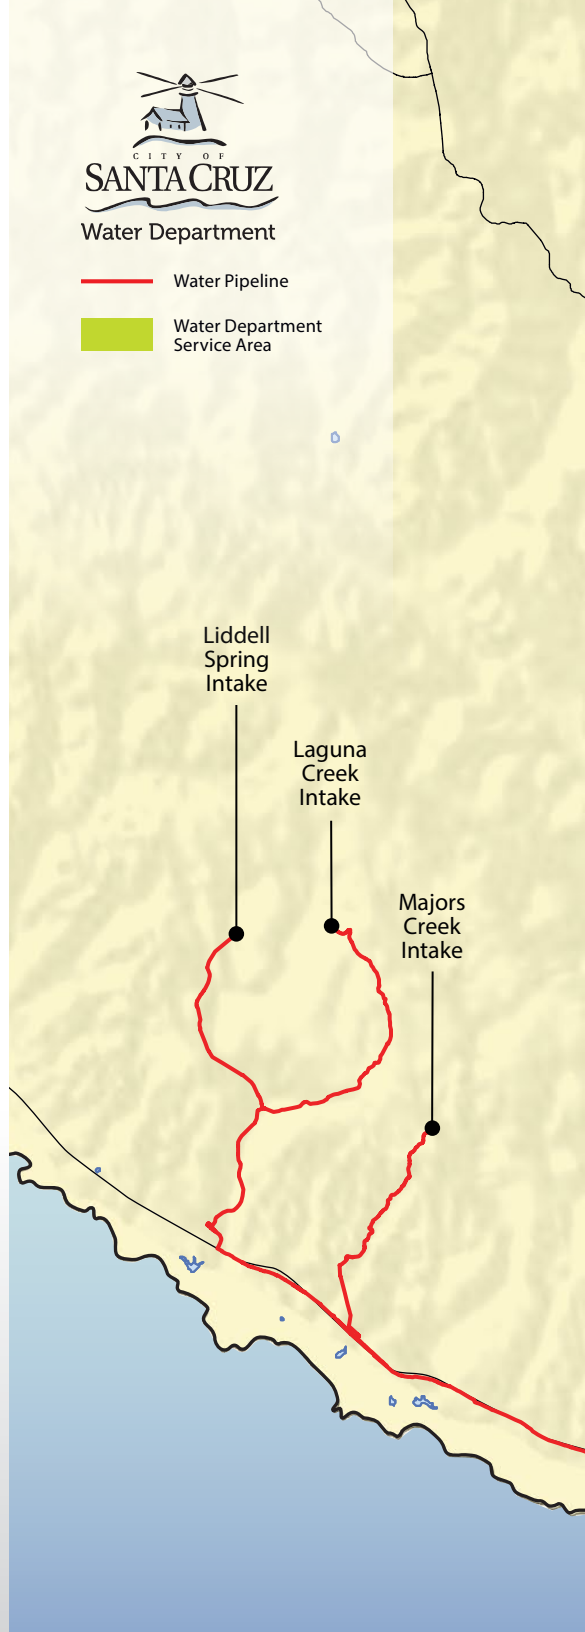 CITY OF
SANTA CRUZ
Water Department
Water Pipeline
Water Department
Service Area
Liddell
Spring
Intake
Laguna
Creek
Intake
Majors
Creek
Intake